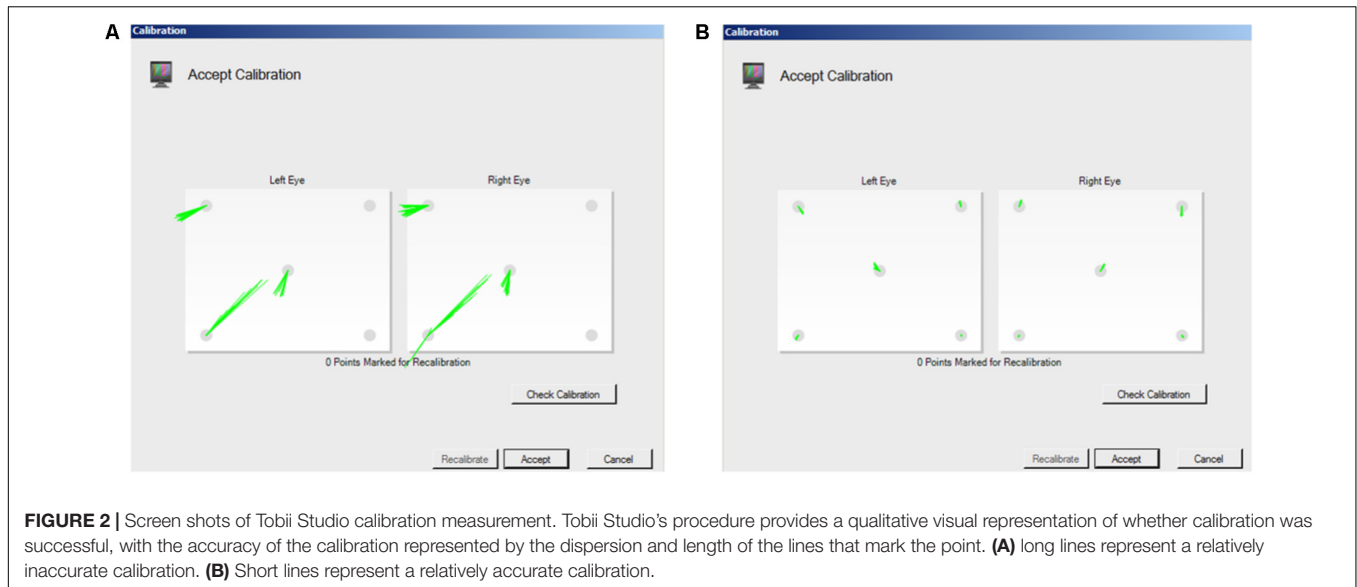 A
Calibration
Accept Calibration
Left Eye
Right Eye
0 Points Marked for Recalibration
Check Calibration
Recalibrate
Accept
Cancel
B
Calibration
Accept Calibration
Left Eye
Right Eye
0 Points Marked for Recalibration
Check Calibration
Recalibrate
Accept
Cancel
FIGURE 2 | Screen shots of Tobii Studio calibration measurement. Tobii Studio's procedure provides a qualitative visual representation of whether calibration was
successful, with the accuracy of the calibration represented by the dispersion and length of the lines that mark the point. (A) long lines represent a relatively
inaccurate calibration. (B) Short lines represent a relatively accurate calibration.